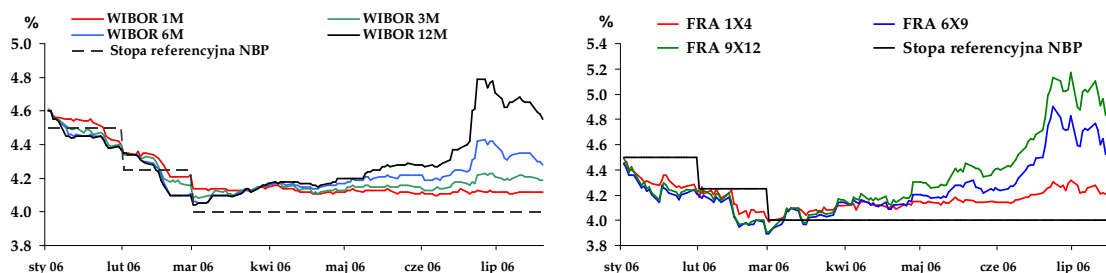 %
WIBOR 1M WIBOR 3M
WIBOR 6M WIBOR 12M
Stopa referencyjna NBP
5.0
4.8
4.6
4.4
4.2
4.0
3.8
sty 06 lut 06 mar 06 kwi 06 maj 06 cze 06 lip 06
%
FRA 1X4 FRA 6X9
FRA 9X12 Stopa referencyjna NBP
5.4
5.2
5.0
4.8
4.6
4.4
4.2
4.0
3.8
sty 06 lut 06 mar 06 kwi 06 maj 06 cze 06 lip 06